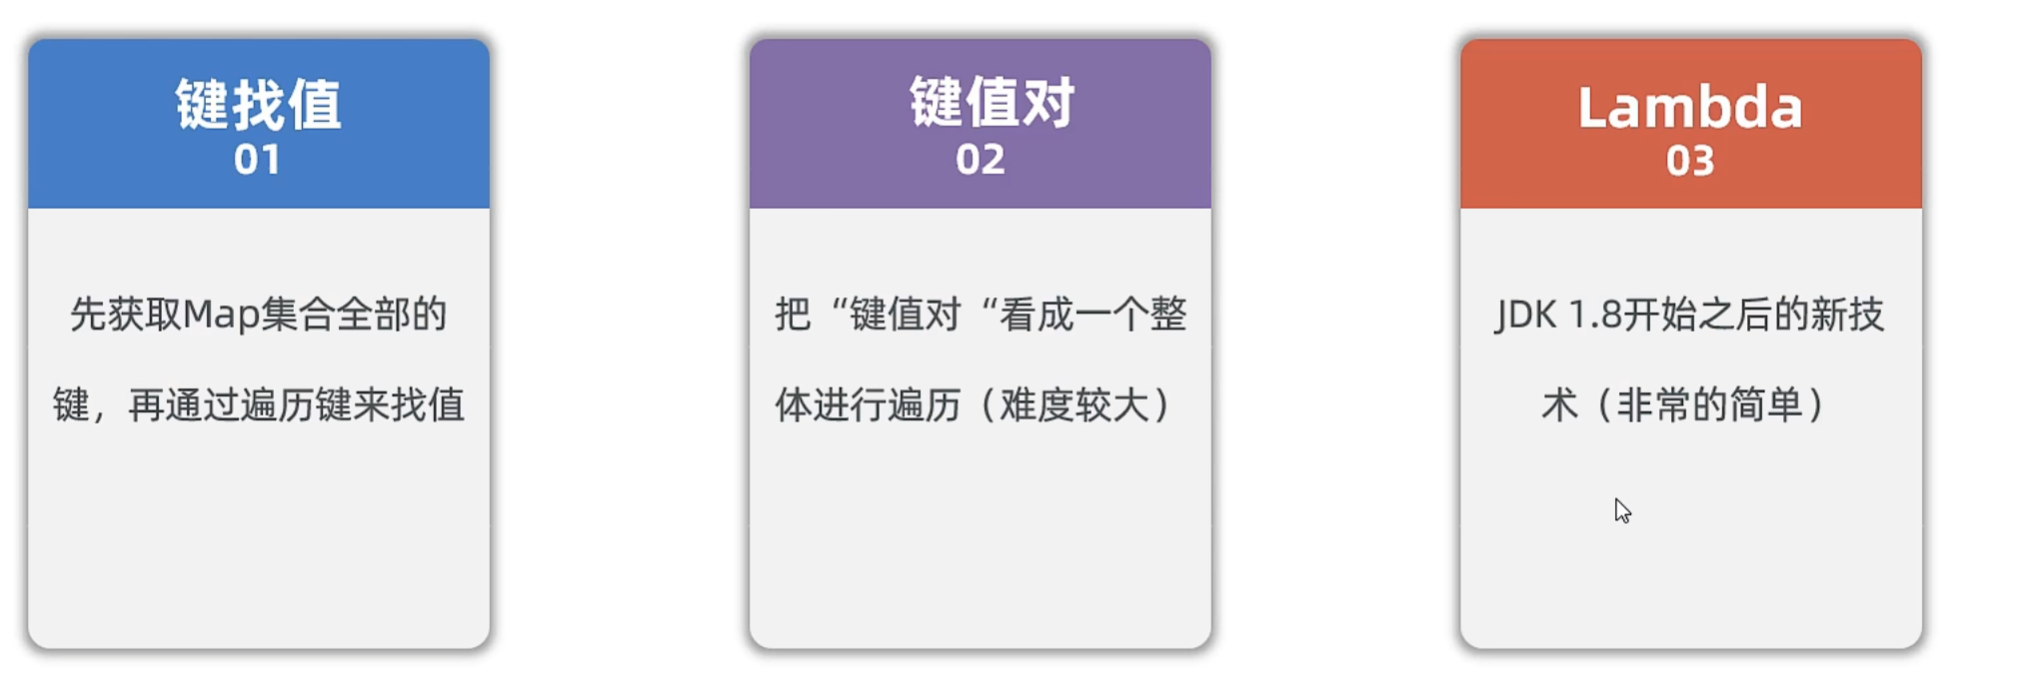 键找值
01
先获取Map集合全部的
键，再通过遍历键来找值
键值对
02
把“键值对“看成一个整
体进行遍历（难度较大）
Lambda
03
JDK 1.8开始之后的新技
术（非常的简单）